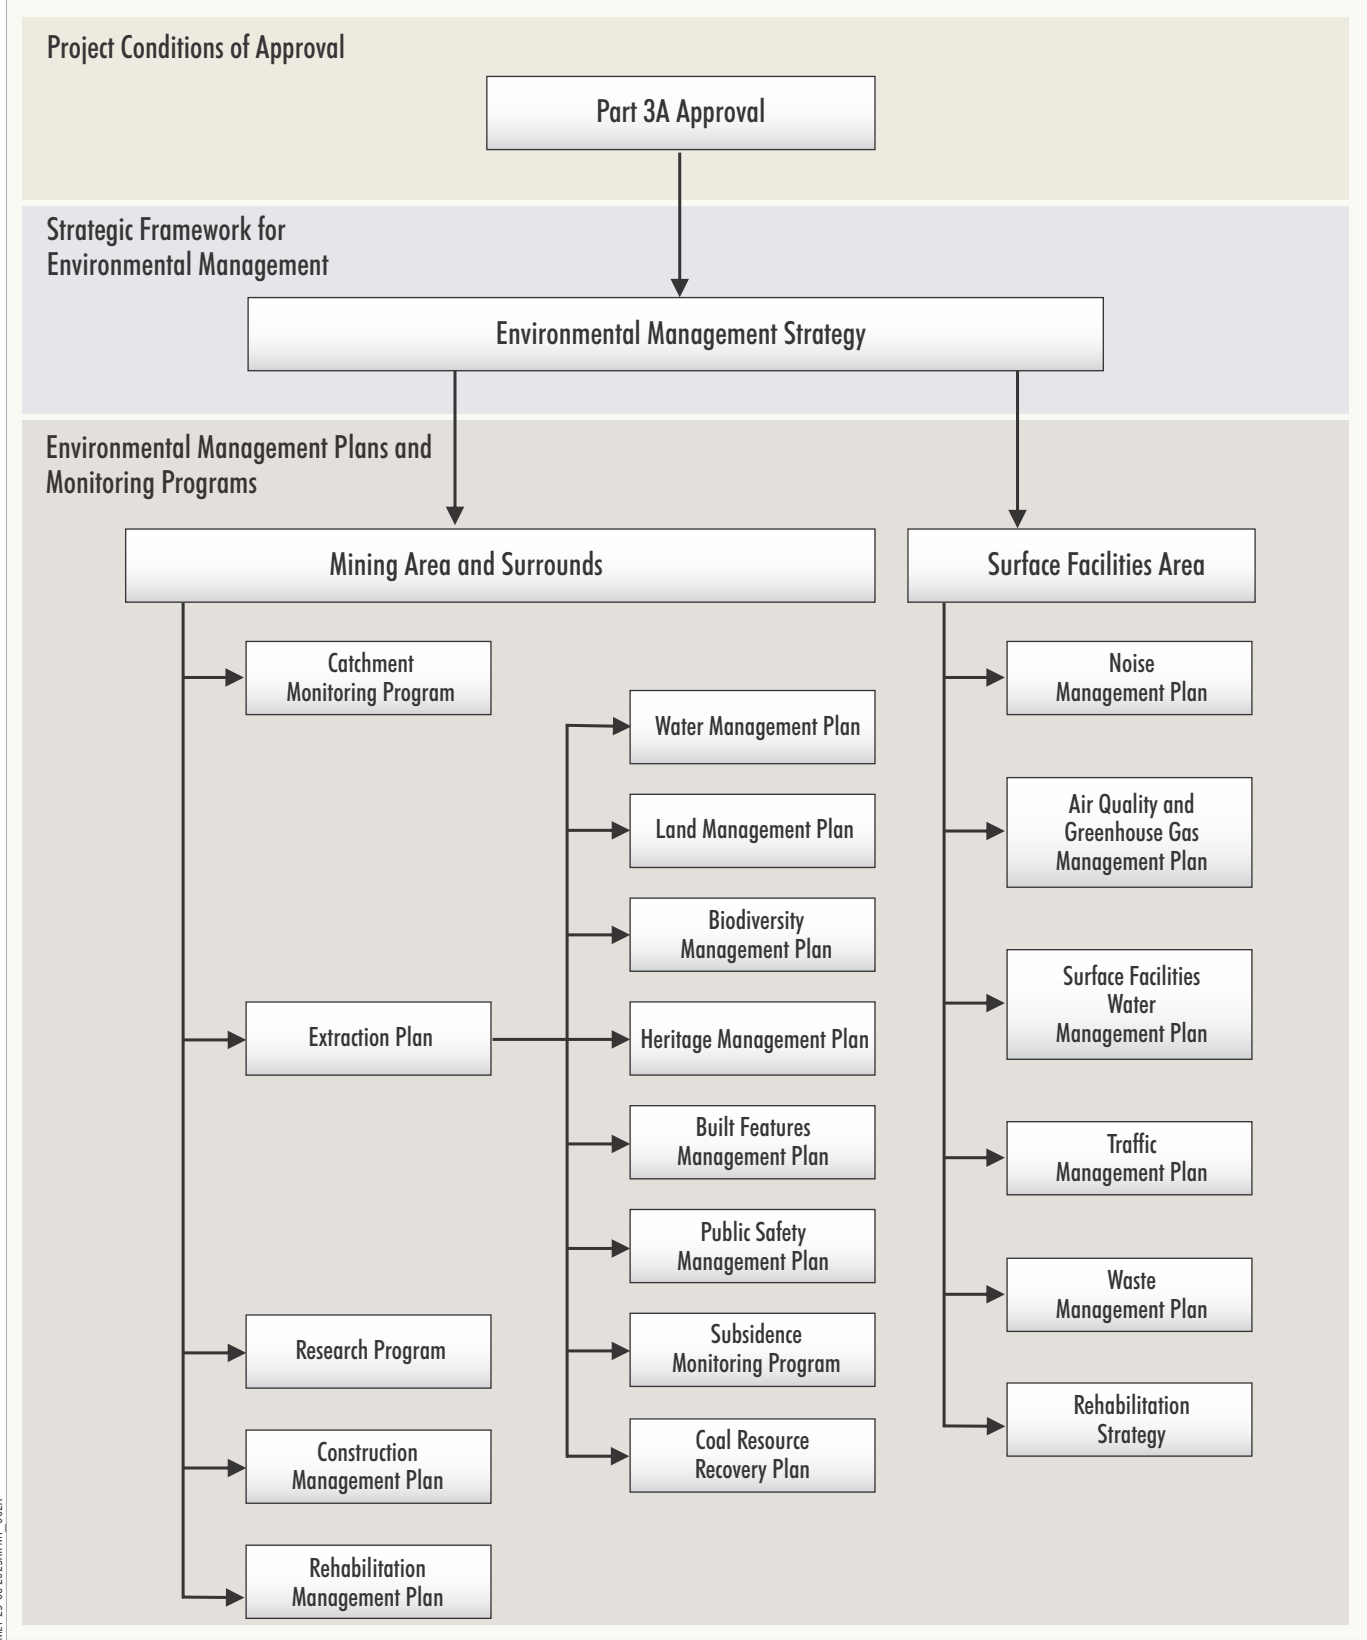 Project Conditions of Approval
Part 3A Approval
Strategic Framework for
Environmental Management
Environmental Management Strategy
Environmental Management Plans and
Monitoring Programs
Mining Area and Surrounds
Surface Facilities Area
Catchment
Monitoring Program
Extraction Plan
Research Program
Construction
Management Plan
Rehabilitation
Management Plan
Water Management Plan
Land Management Plan
Biodiversity
Management Plan
Heritage Management Plan
Built Features
Management Plan
Public Safety
Management Plan
Subsidence
Monitoring Program
Coal Resource
Recovery Plan
Noise
Management Plan
Air Quality and
Greenhouse Gas
Management Plan
Surface Facilities
Water
Management Plan
Traffic
Management Plan
Waste
Management Plan
Rehabilitation
Strategy